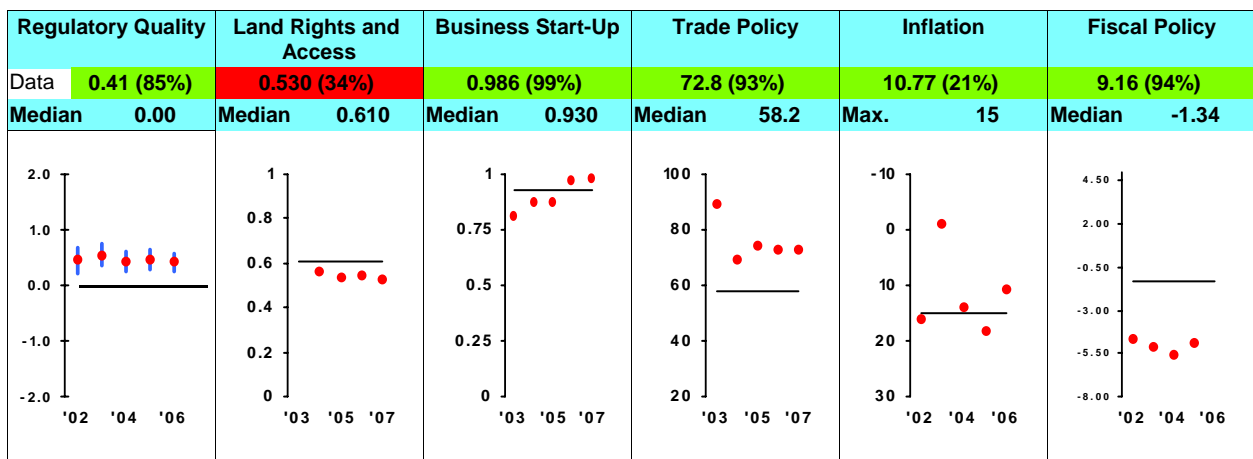 Regulatory Quality
Land Rights and
Access
Business Start-Up
Trade Policy
Inflation
Fiscal Policy
Data 0.41 (85%)
0.530 (34%)
0.986 (99%)
72.8 (93%)
10.77 (21%)
9.16 (94%)
Median 0.00
Median 0.610
Median 0.930
Median 58.2
Max. 15
Median -1.34
2.0
1.0
0.0
-1.0
-2.0
'02 '04 '06
1
0.8
0.6
0.4
0.2
0
'03 '05 '07
1
0.75
0.5
0.25
0
'03 '05 '07
100
80
60
40
20
'03 '05 '07
-10
0
10
20
30
'02 '04 '06
4.50
2.00
-0.50
-3.00
-5.50
-8.00
'02 '04 '06